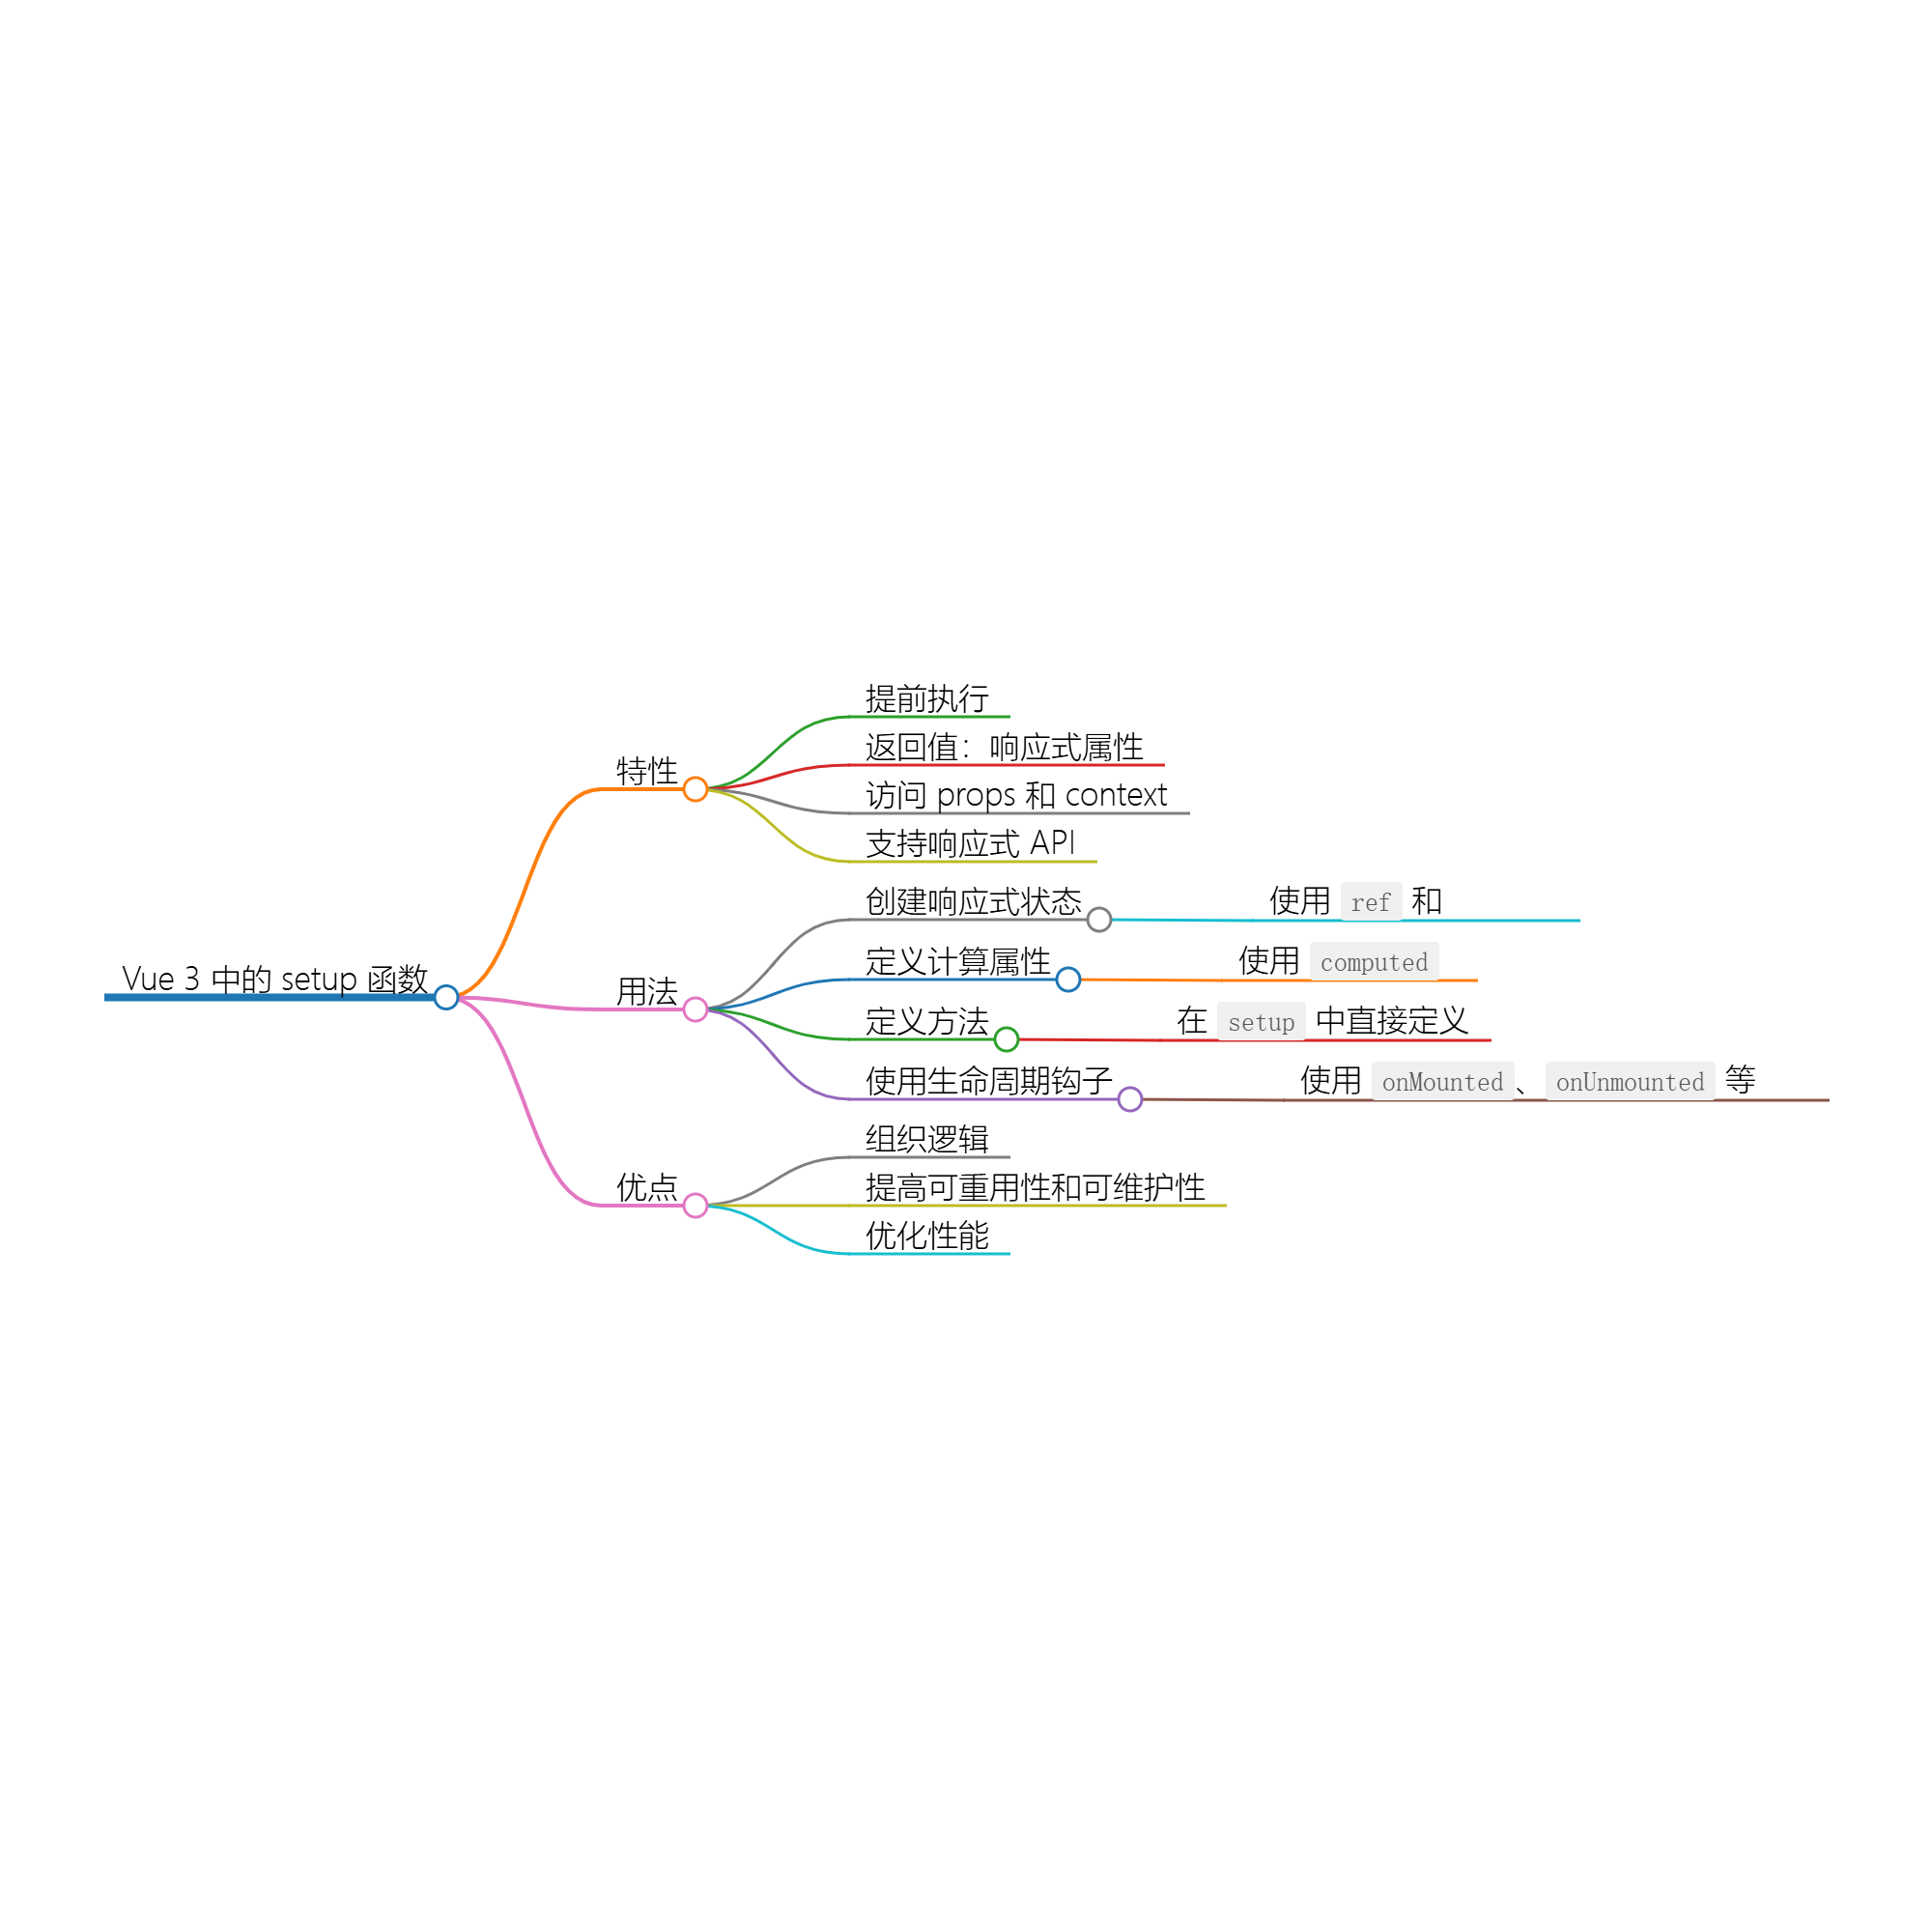 Vue 3 中的 setup 函数
特性
提前执行
返回值：响应式属性
访问 props 和 context
支持响应式 API
用法
创建响应式状态
使用 ref 和
定义计算属性
使用 computed
定义方法
在 setup 中直接定义
使用生命周期钩子
使用 onMounted、onUnmounted 等
优点
组织逻辑
提高可重用性和可维护性
优化性能